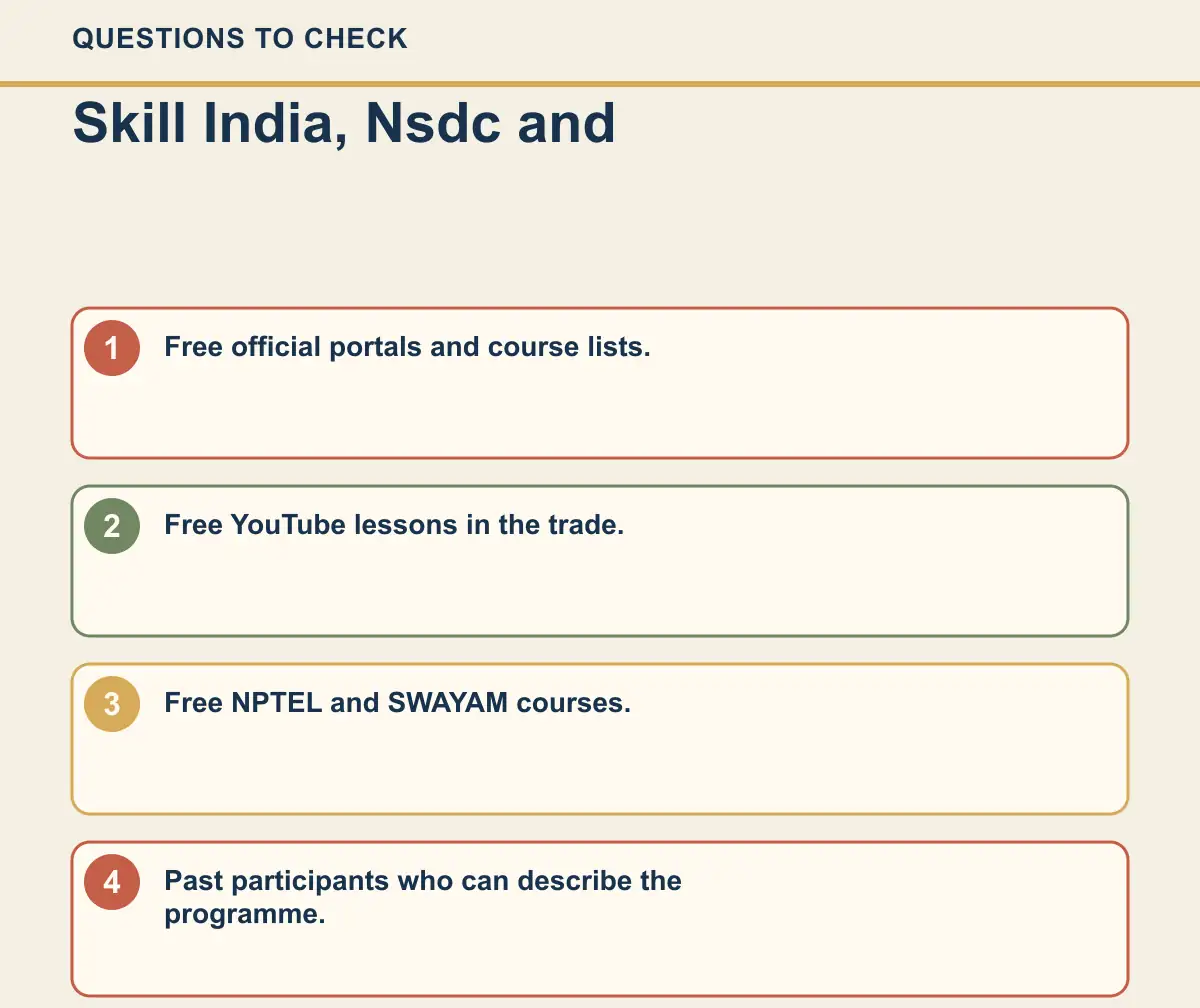 QUESTIONS TO CHECK
Skill India, Nsdc and
1
Free official portals and course lists.
2
Free YouTube lessons in the trade.
3
Free NPTEL and SWAYAM courses.
4
Past participants who can describe the
programme.